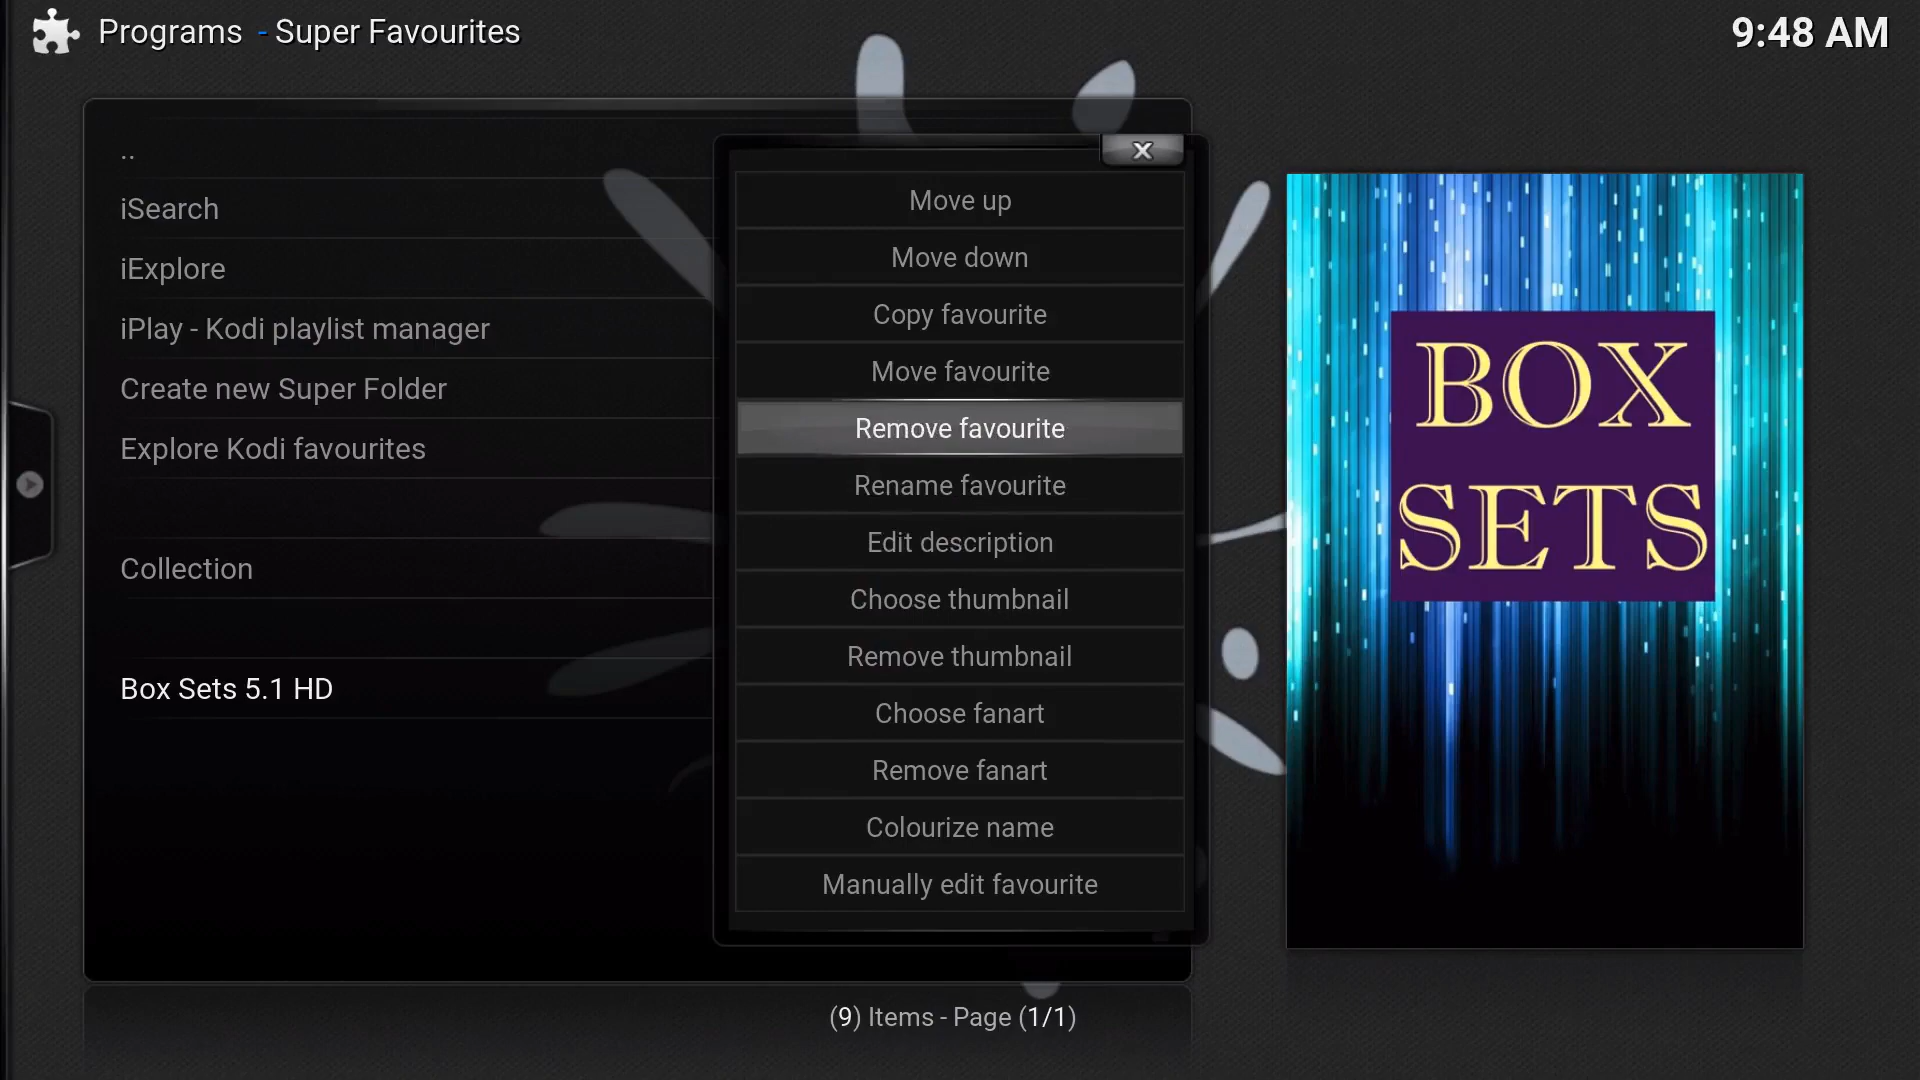 Programs - Super Favourites
9:48 AM
..
iSearch
iExplore
iPlay - Kodi playlist manager
Create new Super Folder
Explore Kodi favourites
Collection
Box Sets 5.1 HD
X
Move up
Move down
Copy favourite
Move favourite
Remove favourite
Rename favourite
Edit description
Choose thumbnail
Remove thumbnail
Choose fanart
Remove fanart
Colourize name
Manually edit favourite
BOX
SETS
(9) Items - Page (1/1)